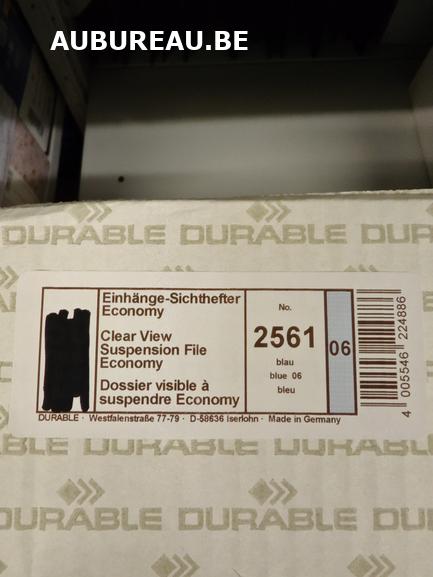 AUBUREAU.BE
DURABLE DURABLE DUR
Einhänge-Sichthefter
Economy
Clear View
Suspension File
Economy
Dossier visible à
suspendre Economy
No.
2561
blau
blue 06
bleu
06
4 005546 224886
DURABLE · Westfalenstraße 77-79 · D-58636 Iserlohn · Made in Germany
DURABLE DURABLE DU